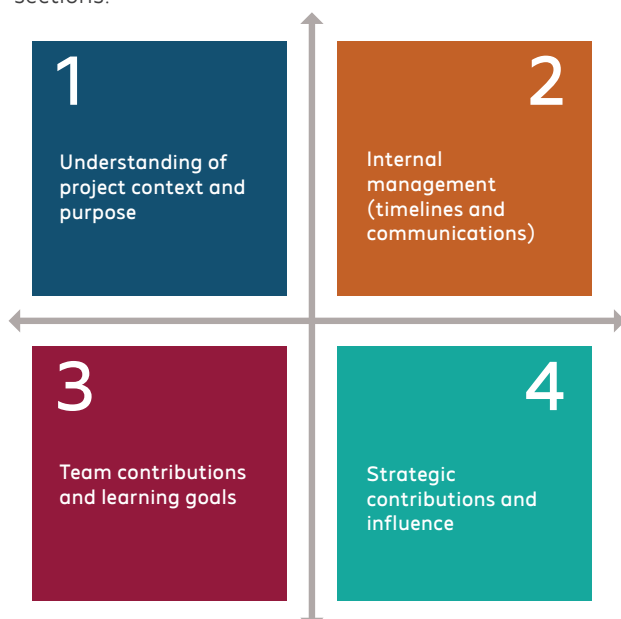 sections.
1
Understanding of
project context and
purpose
2
Internal
management
(timelines and
communications)
3
Team contributions
and learning goals
4
Strategic
contributions and
influence